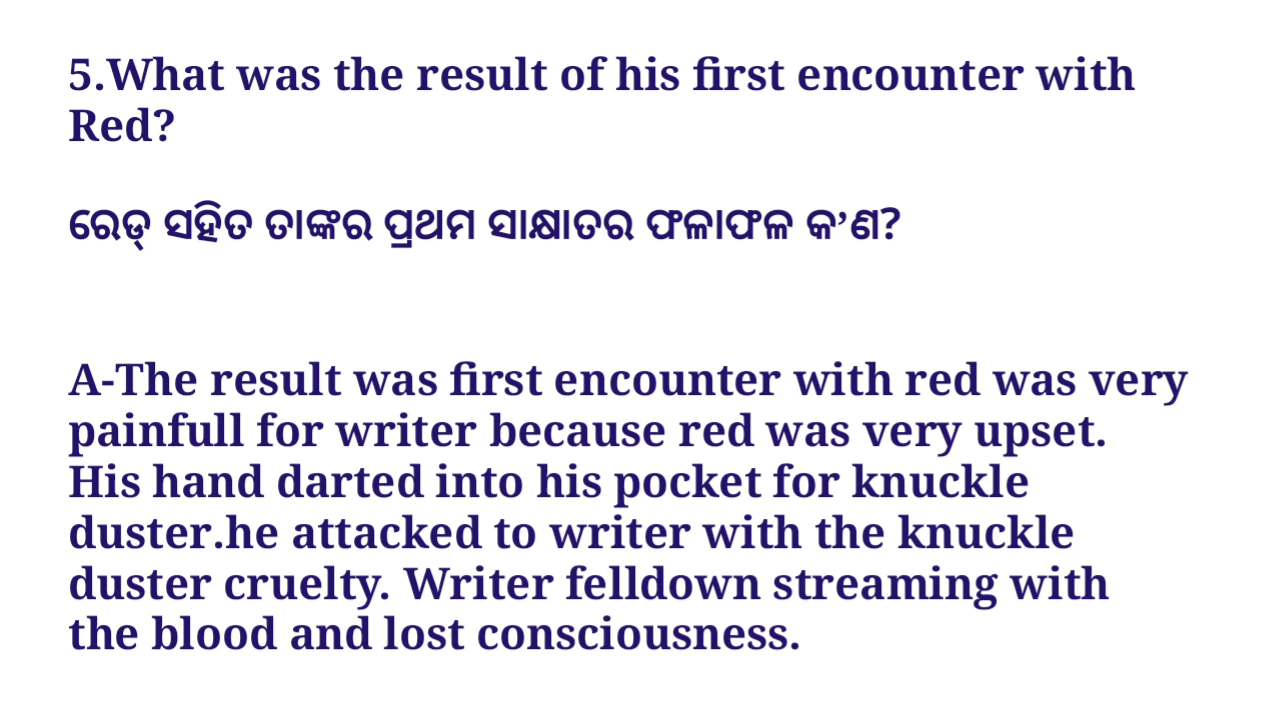 5.What was the result of his first encounter with
Red?
ରେଡ୍ ସହିତ ତାଙ୍କର ପ୍ରଥମ ସାକ୍ଷାତର ଫଳାଫଳ କ’ଣ?
A-The result was first encounter with red was very
painfull for writer because red was very upset.
His hand darted into his pocket for knuckle
duster.he attacked to writer with the knuckle
duster cruelty. Writer felldown streaming with
the blood and lost consciousness.